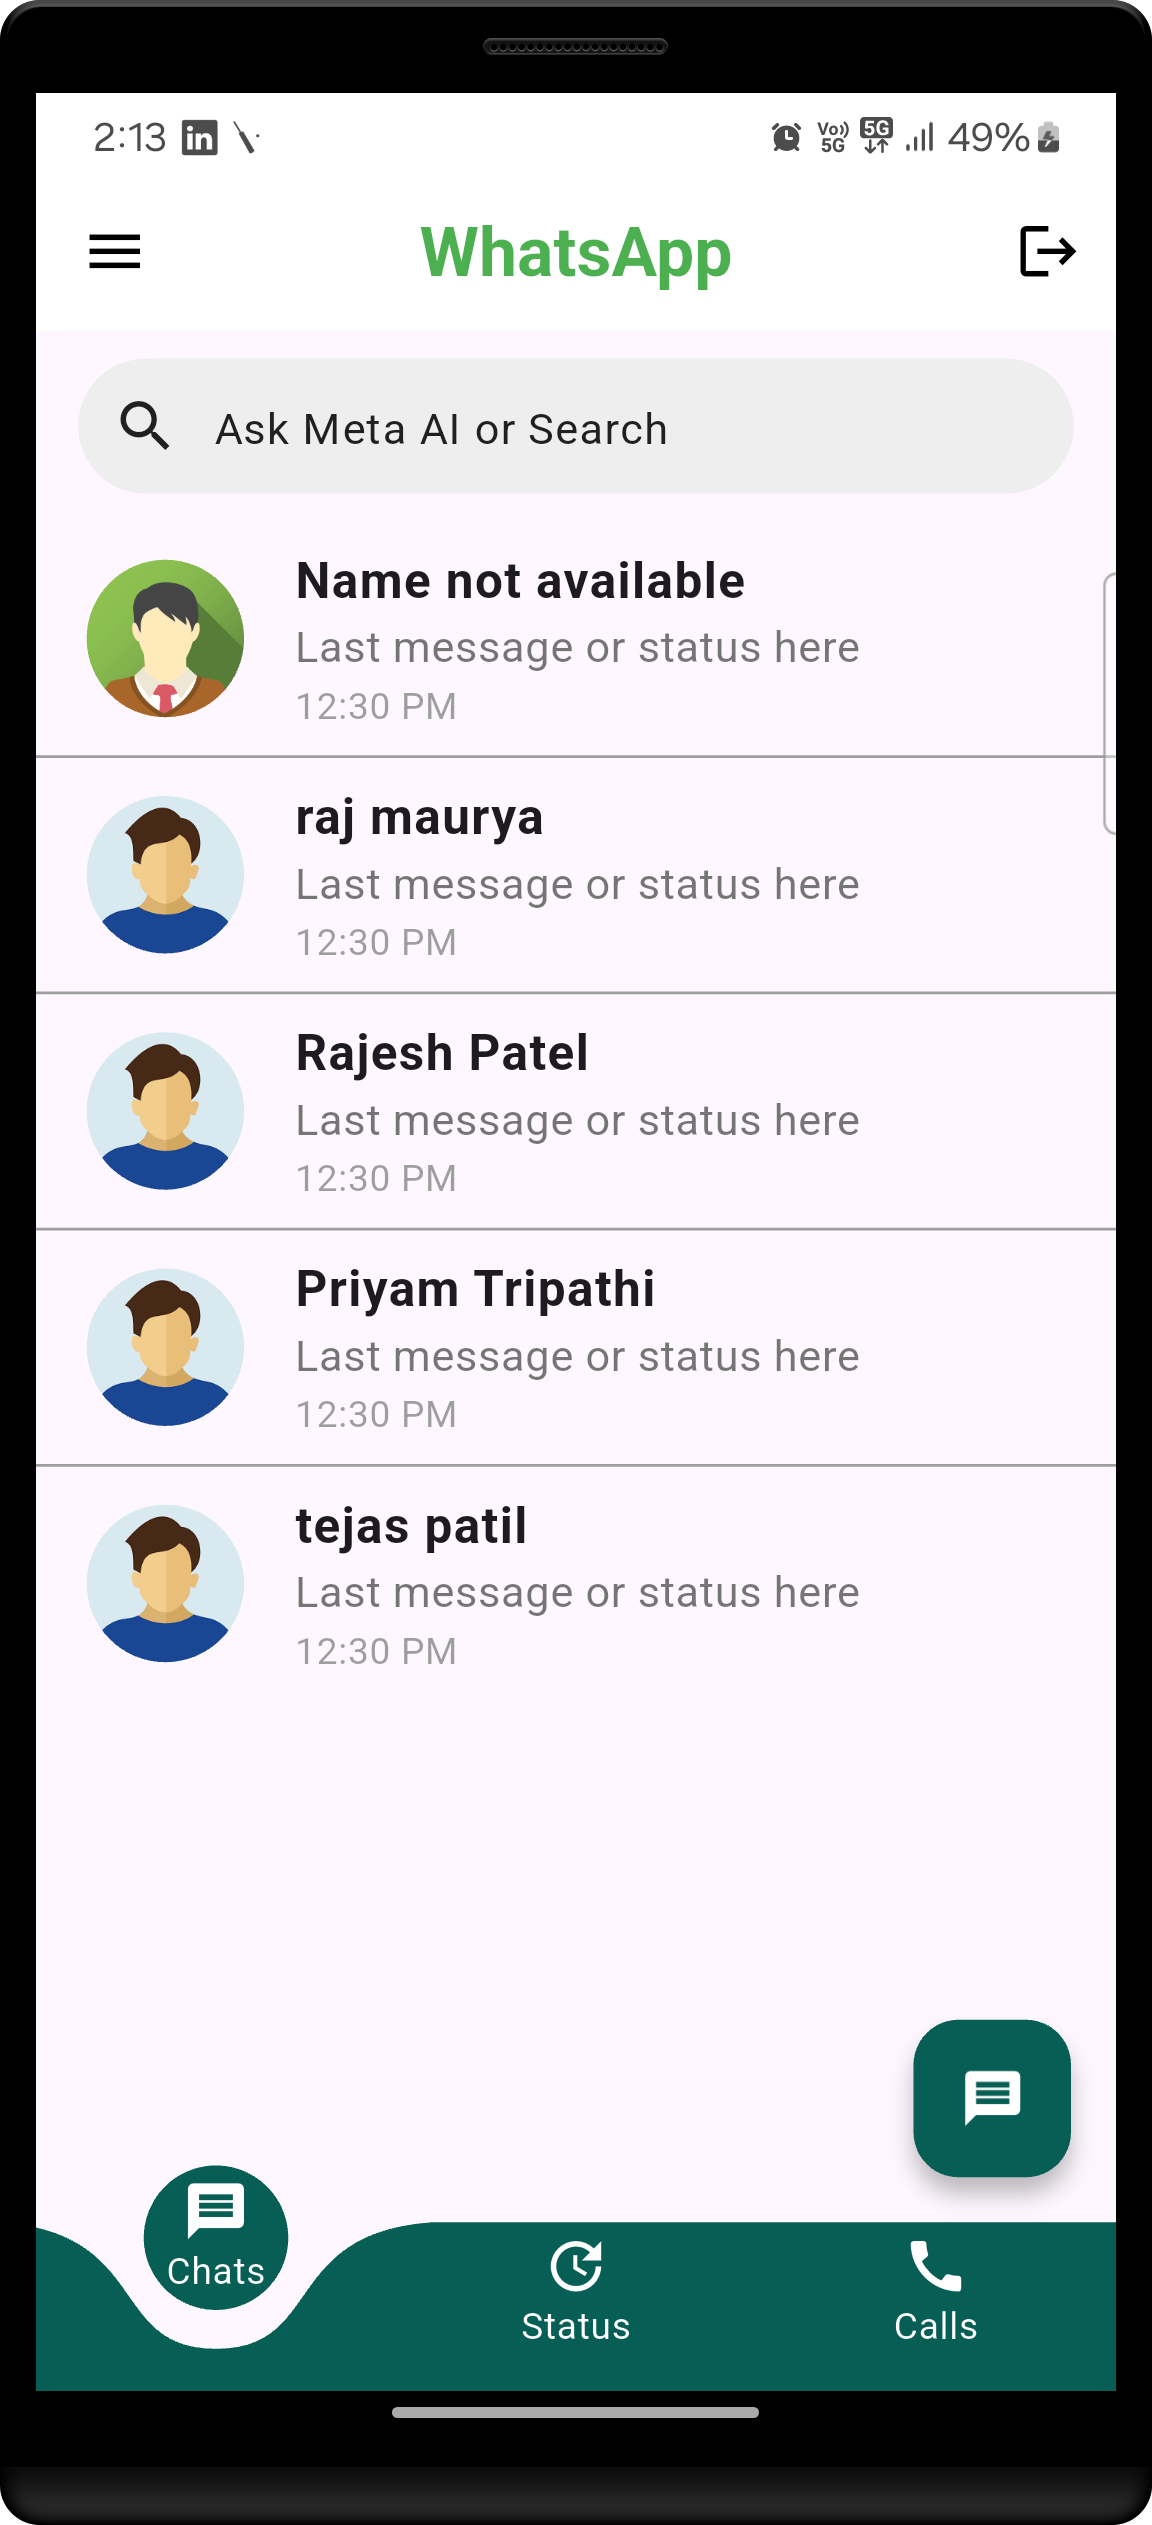 2:13 in Vo)) 5G 5G 49%
WhatsApp
Ask Meta AI or Search
Name not available
Last message or status here
12:30 PM
raj maurya
Last message or status here
12:30 PM
Rajesh Patel
Last message or status here
12:30 PM
Priyam Tripathi
Last message or status here
12:30 PM
tejas patil
Last message or status here
12:30 PM
Chats
Status
Calls